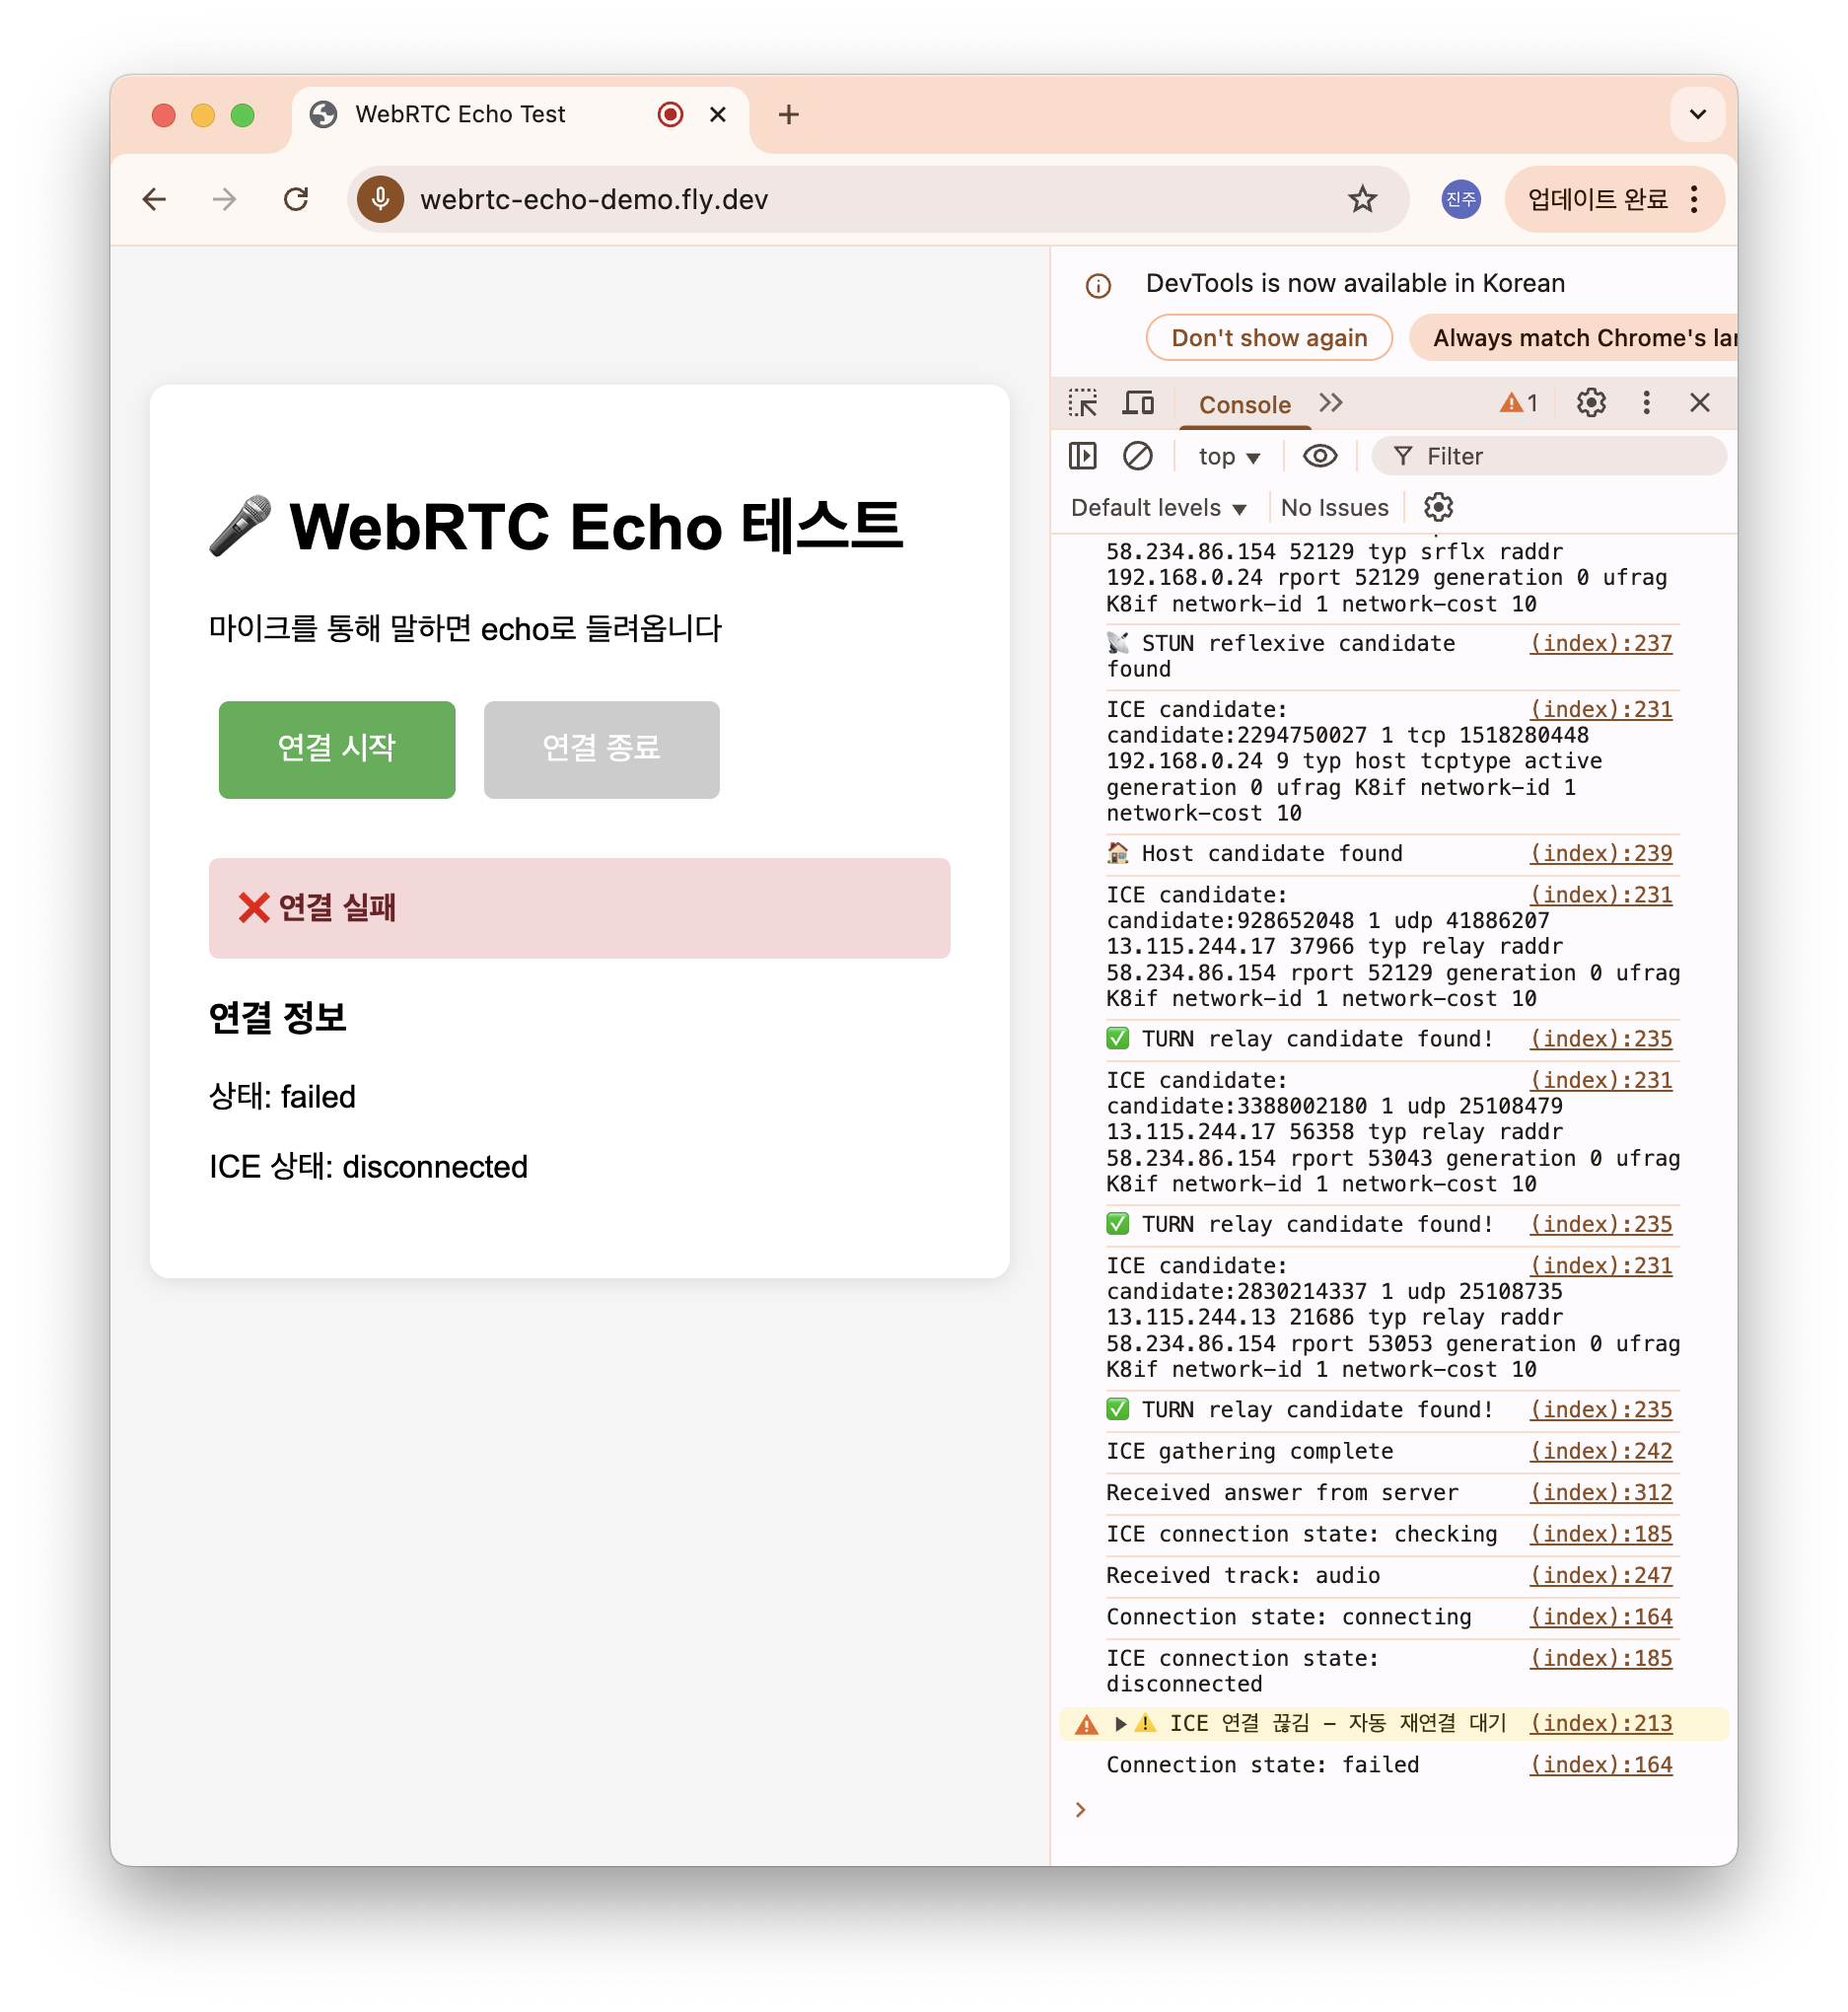 WebRTC Echo Test
webrtc-echo-demo.fly.dev
진주
업데이트 완료
🎤 WebRTC Echo 테스트
마이크를 통해 말하면 echo로 들려옵니다
연결 시작
연결 종료
❌ 연결 실패
연결 정보
상태: failed
ICE 상태: disconnected
DevTools is now available in Korean
Don't show again
Always match Chrome's lan
Console
1
top
Filter
Default levels
No Issues
58.234.86.154 52129 typ srflx raddr
192.168.0.24 rport 52129 generation 0 ufrag
K8if network-id 1 network-cost 10
📡 STUN reflexive candidate (index):237
found
ICE candidate: (index):231
candidate:2294750027 1 tcp 1518280448
192.168.0.24 9 typ host tcptype active
generation 0 ufrag K8if network-id 1
network-cost 10
🏠 Host candidate found (index):239
ICE candidate: (index):231
candidate:928652048 1 udp 41886207
13.115.244.17 37966 typ relay raddr
58.234.86.154 rport 52129 generation 0 ufrag
K8if network-id 1 network-cost 10
✅ TURN relay candidate found! (index):235
ICE candidate: (index):231
candidate:3388002180 1 udp 25108479
13.115.244.17 56358 typ relay raddr
58.234.86.154 rport 53043 generation 0 ufrag
K8if network-id 1 network-cost 10
✅ TURN relay candidate found! (index):235
ICE candidate: (index):231
candidate:2830214337 1 udp 25108735
13.115.244.13 21686 typ relay raddr
58.234.86.154 rport 53053 generation 0 ufrag
K8if network-id 1 network-cost 10
✅ TURN relay candidate found! (index):235
ICE gathering complete (index):242
Received answer from server (index):312
ICE connection state: checking (index):185
Received track: audio (index):247
Connection state: connecting (index):164
ICE connection state: (index):185
disconnected
⚠️ ICE 연결 끊김 - 자동 재연결 대기 (index):213
Connection state: failed (index):164